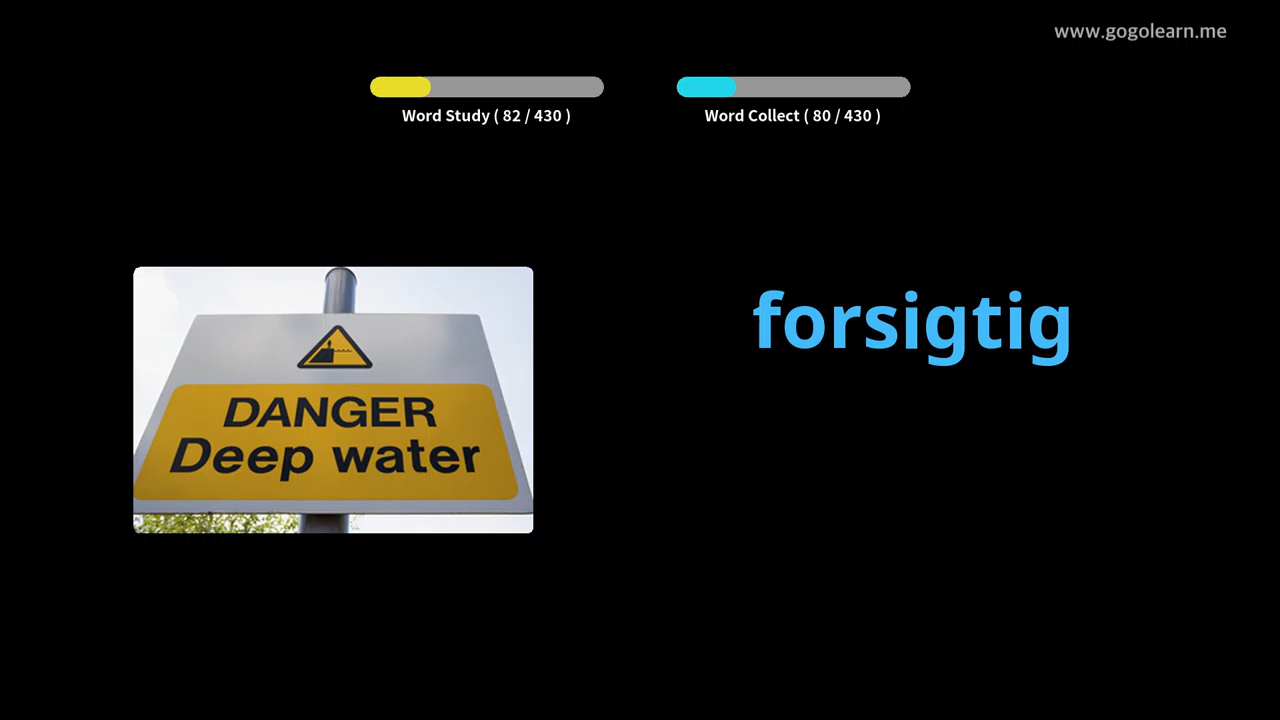 www.gogolearn.me
Word Study ( 82 / 430 )
Word Collect ( 80 / 430 )
DANGER
Deep water
forsigtig